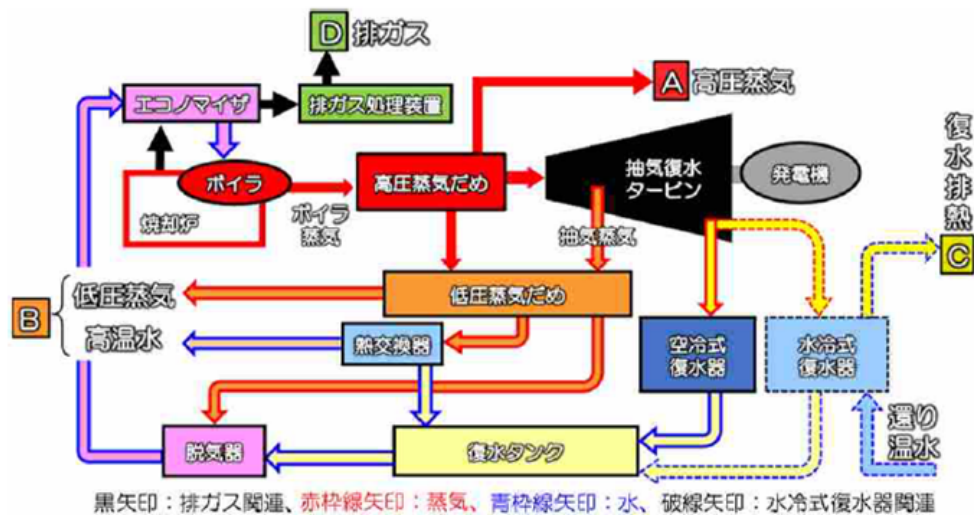 D 排ガス
エコノマイザ
排ガス処理装置
A 高圧蒸気
復水排熱
C
ボイラ
焼却炉
ボイラ
蒸気
高圧蒸気だめ
抽気復水
タービン
発電機
抽気蒸気
B
低圧蒸気
高温水
低圧蒸気だめ
熱交換器
空冷式
復水器
水冷式
復水器
還り
温水
脱気器
復水タンク
黒矢印：排ガス関連、赤枠線矢印：蒸気、青枠線矢印：水、破線矢印：水冷式復水器関連